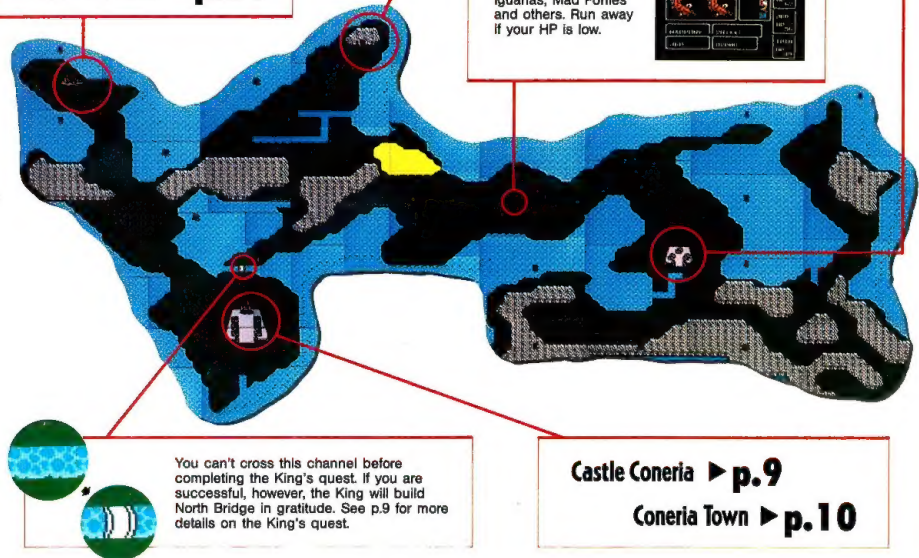 Iguanas, Mad Ponies
and others. Run away
if your HP is low.
You can't cross this channel before
completing the King's quest. If you are
successful, however, the King will build
North Bridge in gratitude. See p.9 for more
details on the King's quest.
Castle Coneria ▶ p.9
Coneria Town ▶ p.10